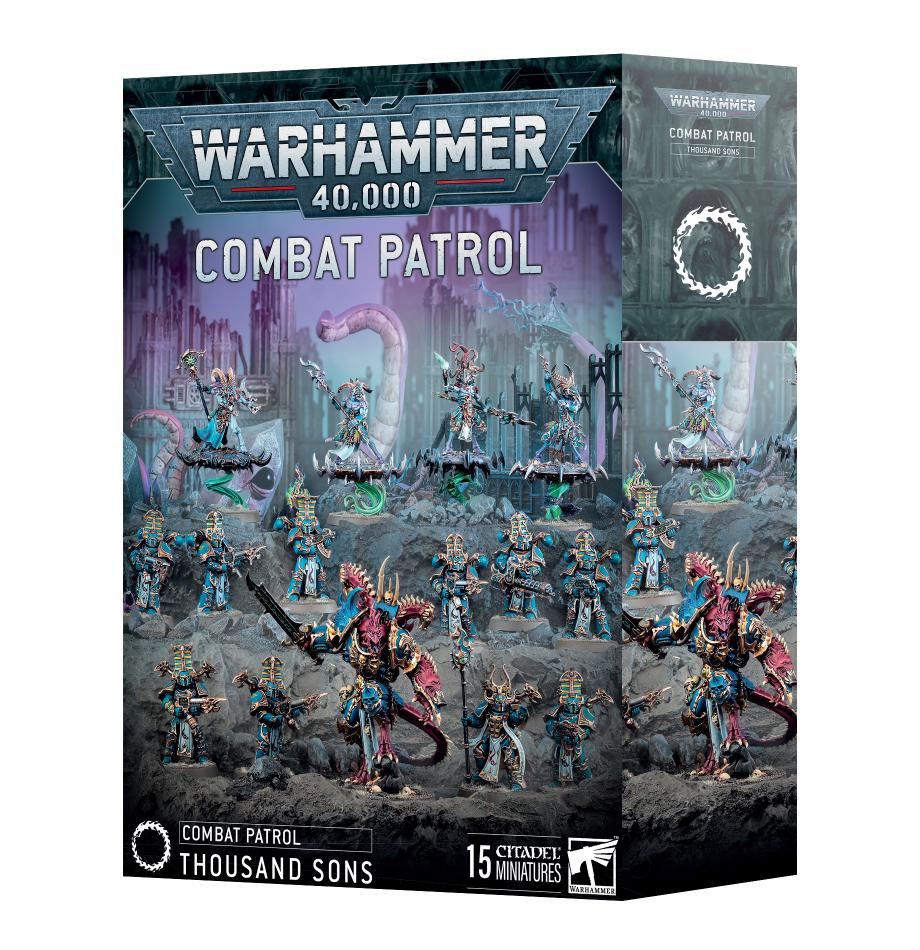 WARHAMMER
40,000
COMBAT PATROL
COMBAT PATROL
THOUSAND SONS
15 CITADEL
MINIATURES
WARHAMMER
WARHAMMER
40,000
COMBAT PATROL
THOUSAND SONS